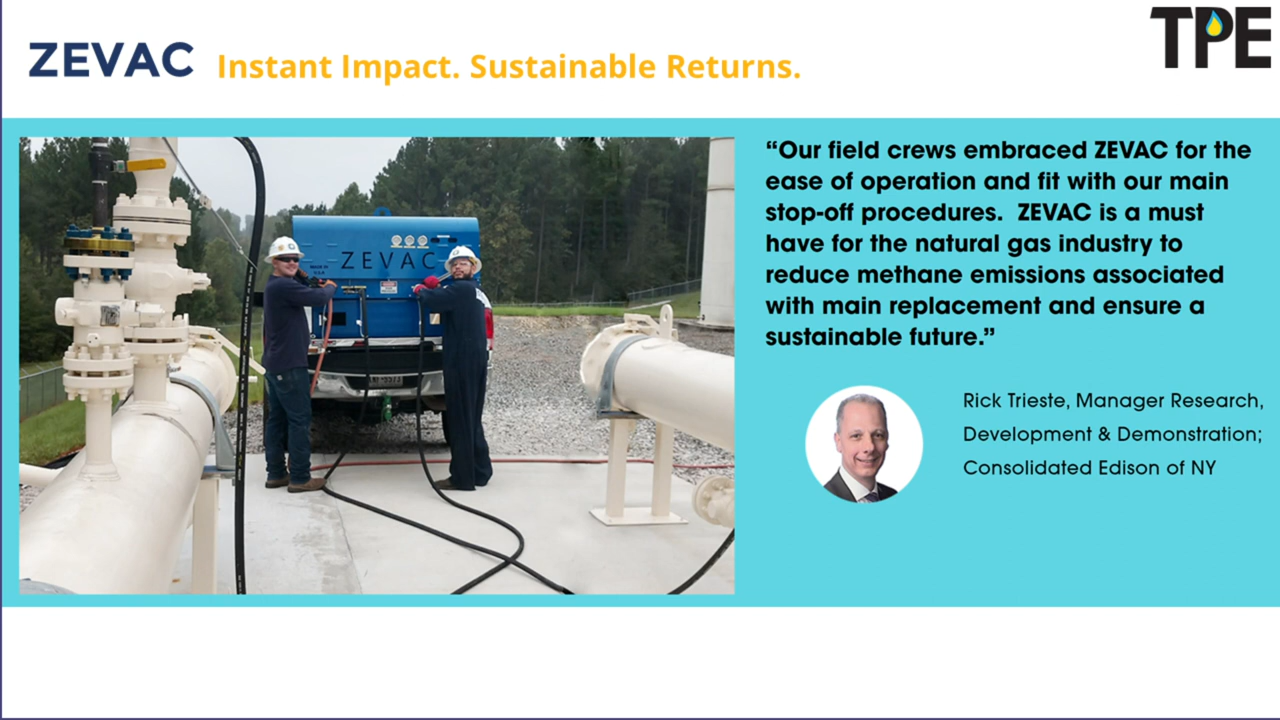 ZEVAC Instant Impact. Sustainable Returns.
TPE
“Our field crews embraced ZEVAC for the
ease of operation and fit with our main
stop-off procedures.  ZEVAC is a must
have for the natural gas industry to
reduce methane emissions associated
with main replacement and ensure a
sustainable future.”
Rick Trieste, Manager Research,
Development & Demonstration;
Consolidated Edison of NY
ZEVAC